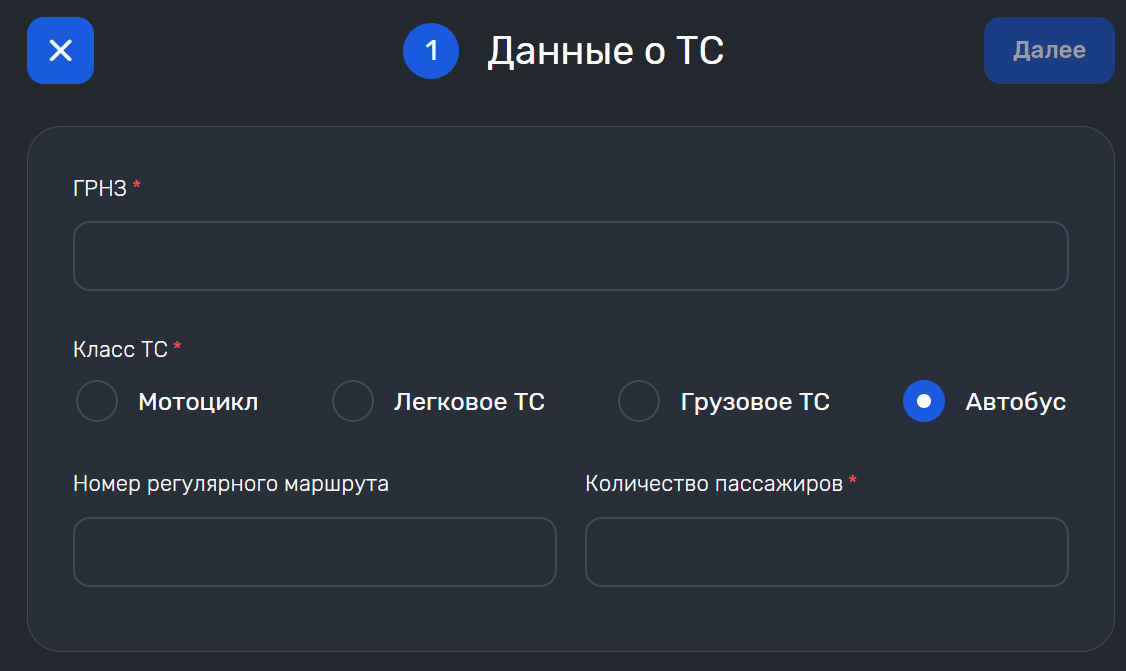 1 Данные о ТС Далее
ГРНЗ *
Класс ТС *
Мотоцикл Легковое ТС Грузовое ТС Автобус
Номер регулярного маршрута Количество пассажиров *